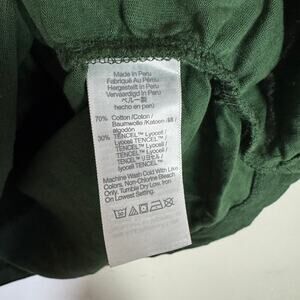 Made In Peru
Fabriqué Au Pérou
Hergestellt in Peru
Vervaardigd In Peru
ペルー製
hecho en perú
70% Cotton /Coton /
Baumwolle /Katoen /綿 /
algodón
30% TENCEL™ Lyocell /
Lyocell TENCEL™ /
TENCEL™ Lyocell /
TENCEL™ Lyocell /
TENCEL™ リヨセル /
lyocell TENCEL™
Machine Wash Cold With Like
Colors, Non-Chlorine Bleach
Only, Tumble Dry Low, Iron
On Lowest Setting.